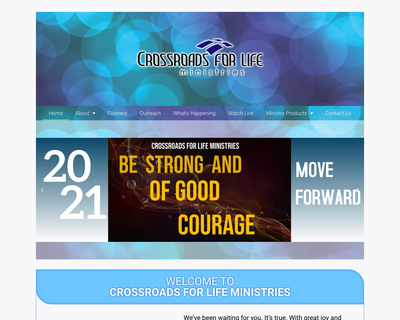 CROSSROADS FOR LIFE
ministries
Home About Connect Outreach What's Happening Watch Live Ministry Products Contact Us
2021
CROSSROADS FOR LIFE MINISTRIES
BE STRONG AND
OF GOOD
COURAGE
MOVE
FORWARD
WELCOME TO
CROSSROADS FOR LIFE MINISTRIES
We've been waiting for you. It's true. With great joy and